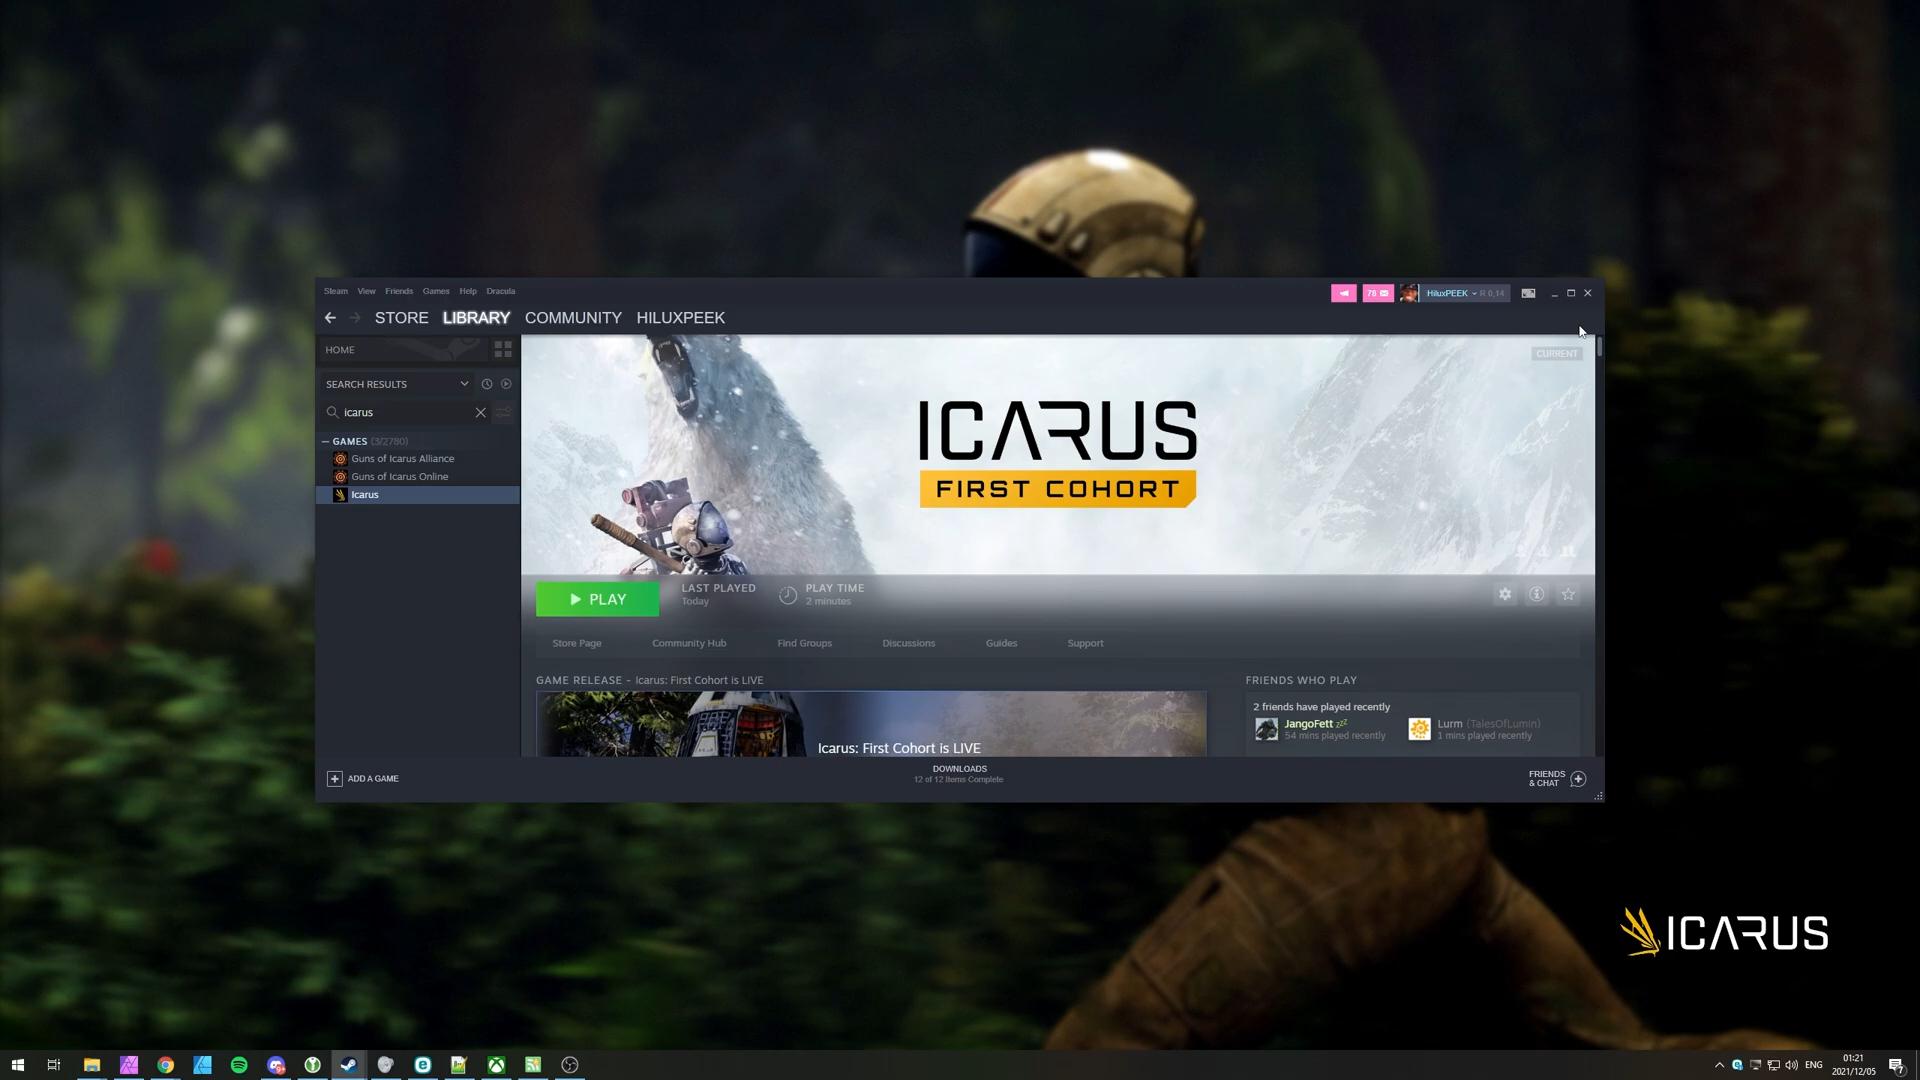 Steam View Friends Games Help Dracula
78
HiluxPEEK R 0,14
STORE LIBRARY COMMUNITY HILUXPEEK
HOME
SEARCH RESULTS
icarus
GAMES (3/2780)
Guns of Icarus Alliance
Guns of Icarus Online
Icarus
CURRENT
ICARUS
FIRST COHORT
PLAY
LAST PLAYED
Today
PLAY TIME
2 minutes
Store Page Community Hub Find Groups Discussions Guides Support
GAME RELEASE - Icarus: First Cohort is LIVE
Icarus: First Cohort is LIVE
FRIENDS WHO PLAY
2 friends have played recently
JangoFett zzz
54 mins played recently
Lurm (TalesOfLumin)
1 mins played recently
ADD A GAME
DOWNLOADS
12 of 12 Items Complete
FRIENDS
& CHAT
ICARUS
ENG
01:21
2021/12/05
7